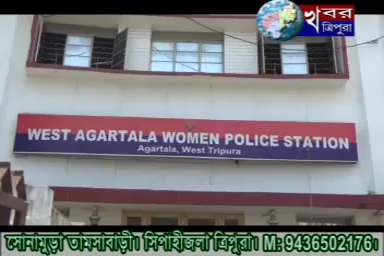 খবর
ত্রিপুরা
WEST AGARTALA WOMEN POLICE STATION
Agartala, West Tripura
সোনামুড়া তামসাবাড়ী। সিপাহীজলা ত্রিপুরা। M: 9436502176।